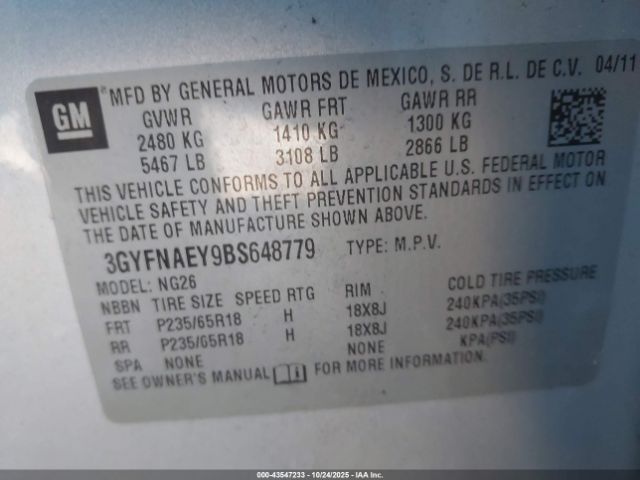 GM
MFD BY GENERAL MOTORS DE MEXICO, S. DE R.L. DE C.V. 04/11
GVWR GAWR FRT GAWR RR
2480 KG 1410 KG 1300 KG
5467 LB 3108 LB 2866 LB
THIS VEHICLE CONFORMS TO ALL APPLICABLE U.S. FEDERAL MOTOR
VEHICLE SAFETY AND THEFT PREVENTION STANDARDS IN EFFECT ON
THE DATE OF MANUFACTURE SHOWN ABOVE.
3GYFNAEY9BS648779 TYPE: M.P.V.
MODEL: NG26
NBBN TIRE SIZE SPEED RTG RIM COLD TIRE PRESSURE
FRT P235/65R18 H 18X8J 240KPA(35PSI)
RR P235/65R18 H 18X8J 240KPA(35PSI)
SPA NONE NONE KPA(PSI)
SEE OWNER'S MANUAL FOR MORE INFORMATION.
000-43547233 - 10/24/2025 - IAA Inc.